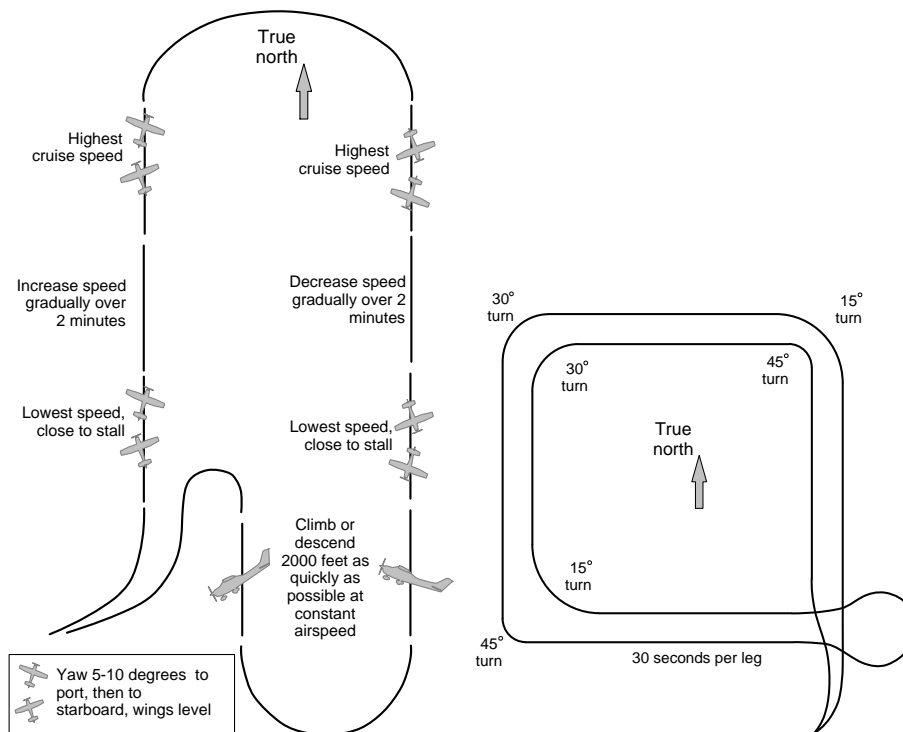 True
north
Highest
cruise speed
Highest
cruise speed
Increase speed
gradually over
2 minutes
Decrease speed
gradually over 2
minutes
Lowest speed,
close to stall
Lowest speed,
close to stall
Climb or
descend
2000 feet as
quickly as
possible at
constant
airspeed
Yaw 5-10 degrees to
port, then to
starboard, wings level
30°
turn
15°
turn
30°
turn
45°
turn
True
north
15°
turn
45°
turn
30 seconds per leg